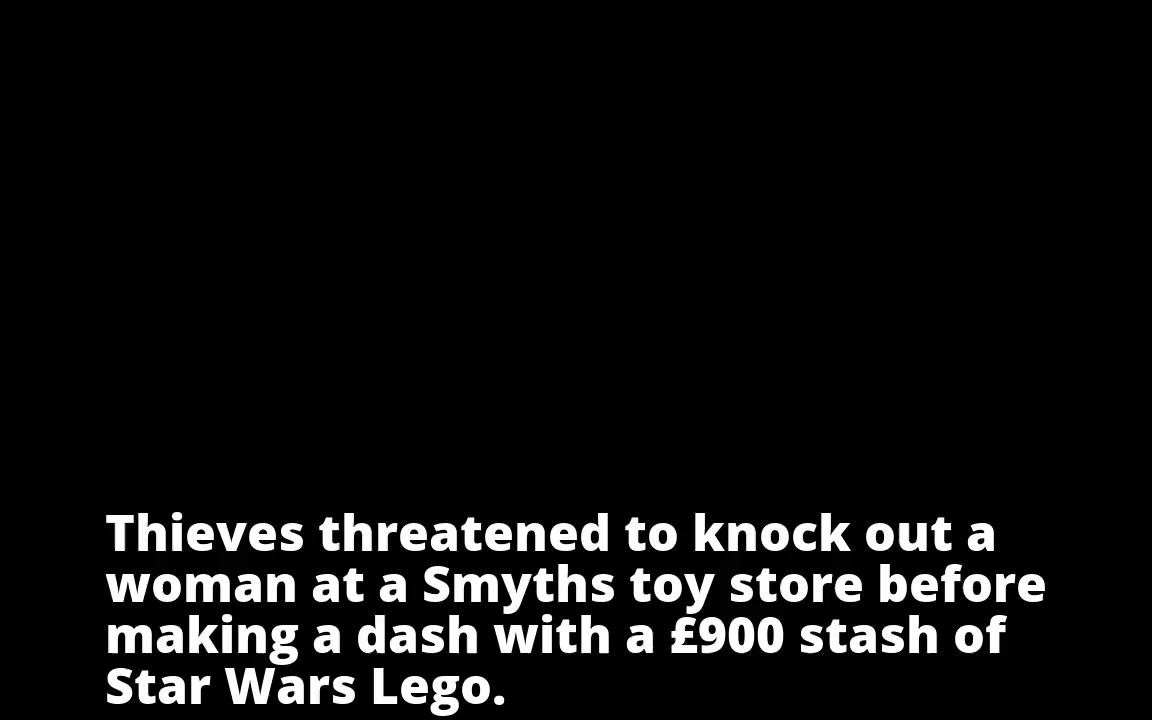 Thieves threatened to knock out a
woman at a Smyths toy store before
making a dash with a £900 stash of
Star Wars Lego.